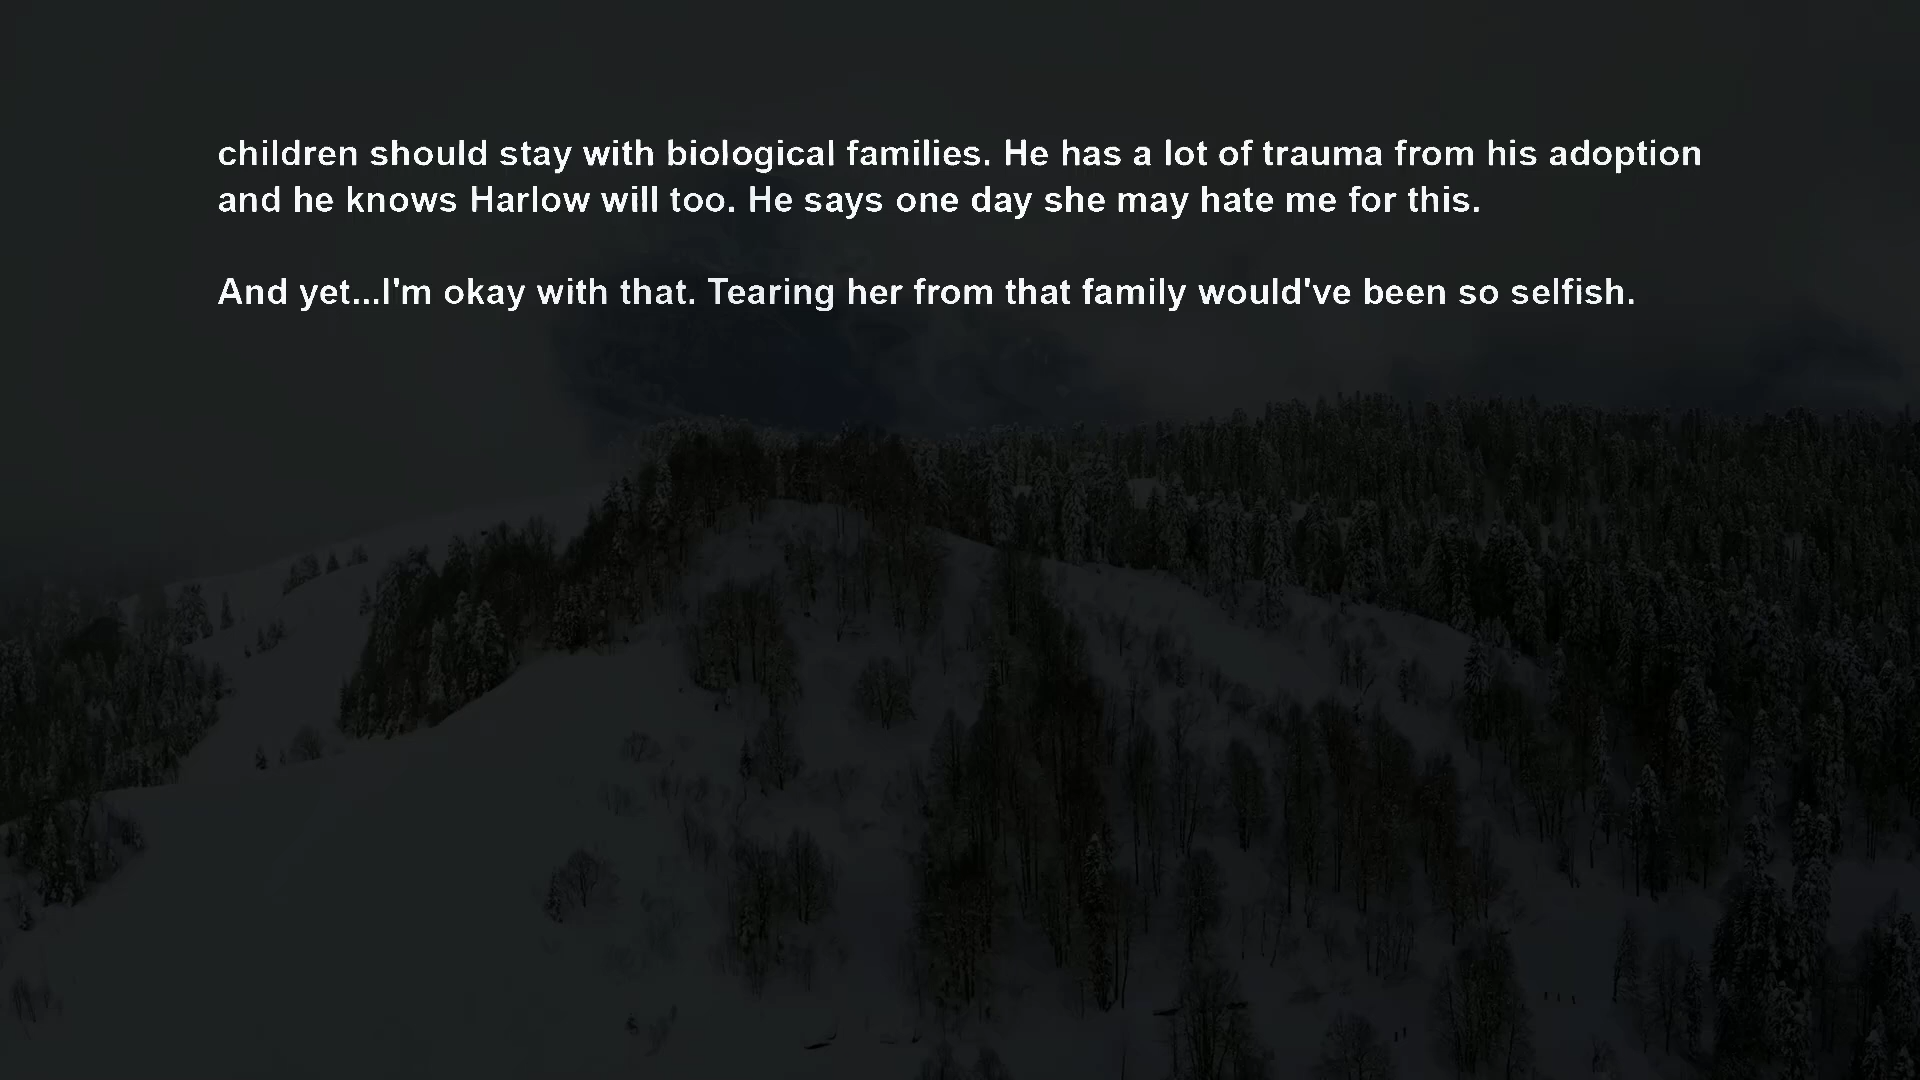 children should stay with biological families. He has a lot of trauma from his adoption
and he knows Harlow will too. He says one day she may hate me for this.
And yet...I'm okay with that. Tearing her from that family would've been so selfish.